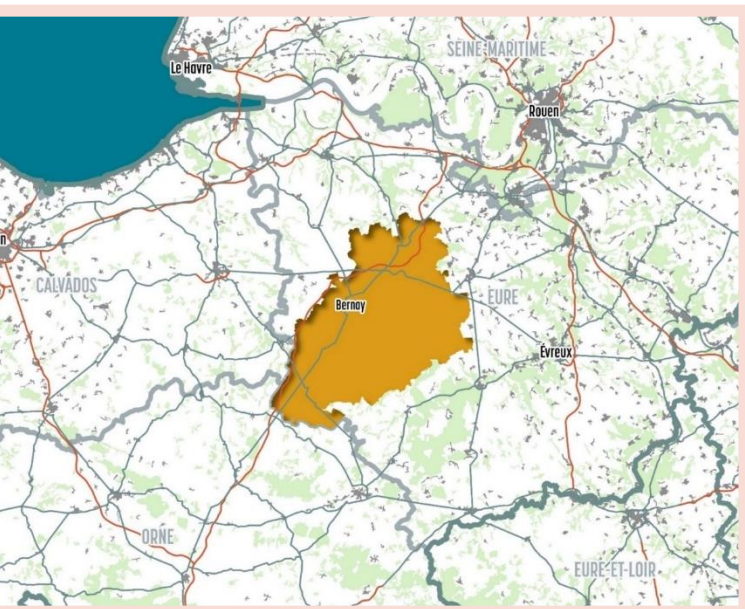 SEINE-MARITIME
Le Havre
Rouen
n
CALVADOS
Bernay
EURE
Évreux
ORNE
EURE-ET-LOIR